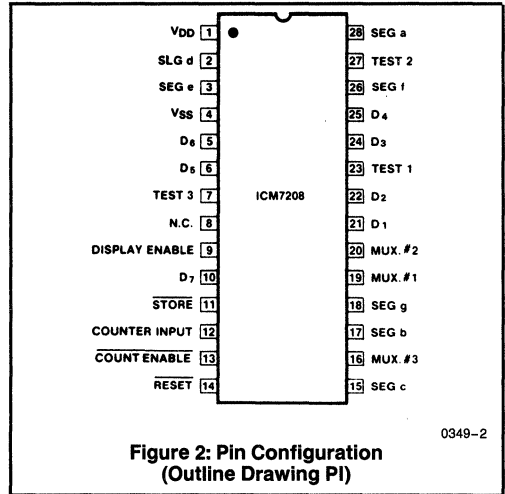 VDD 1
SLG d 2
SEG e 3
VSS 4
D6 5
D5 6
TEST 3 7
N.C. 8
DISPLAY ENABLE 9
D7 10
STORE 11
COUNTER INPUT 12
COUNT ENABLE 13
RESET 14
ICM7208
28 SEG a
27 TEST 2
26 SEG f
25 D4
24 D3
23 TEST 1
22 D2
21 D1
20 MUX. #2
19 MUX. #1
18 SEG g
17 SEG b
16 MUX. #3
15 SEG c
0349-2
Figure 2: Pin Configuration
(Outline Drawing PI)